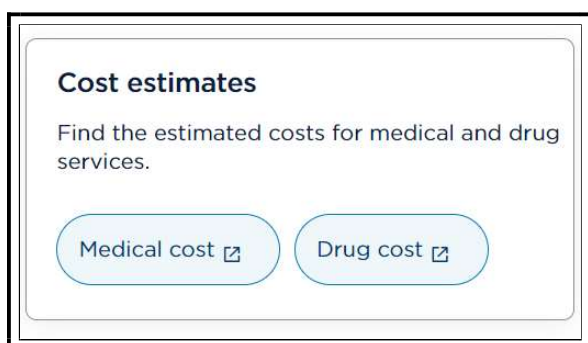 Cost estimates
Find the estimated costs for medical and drug
services.
Medical cost
Drug cost